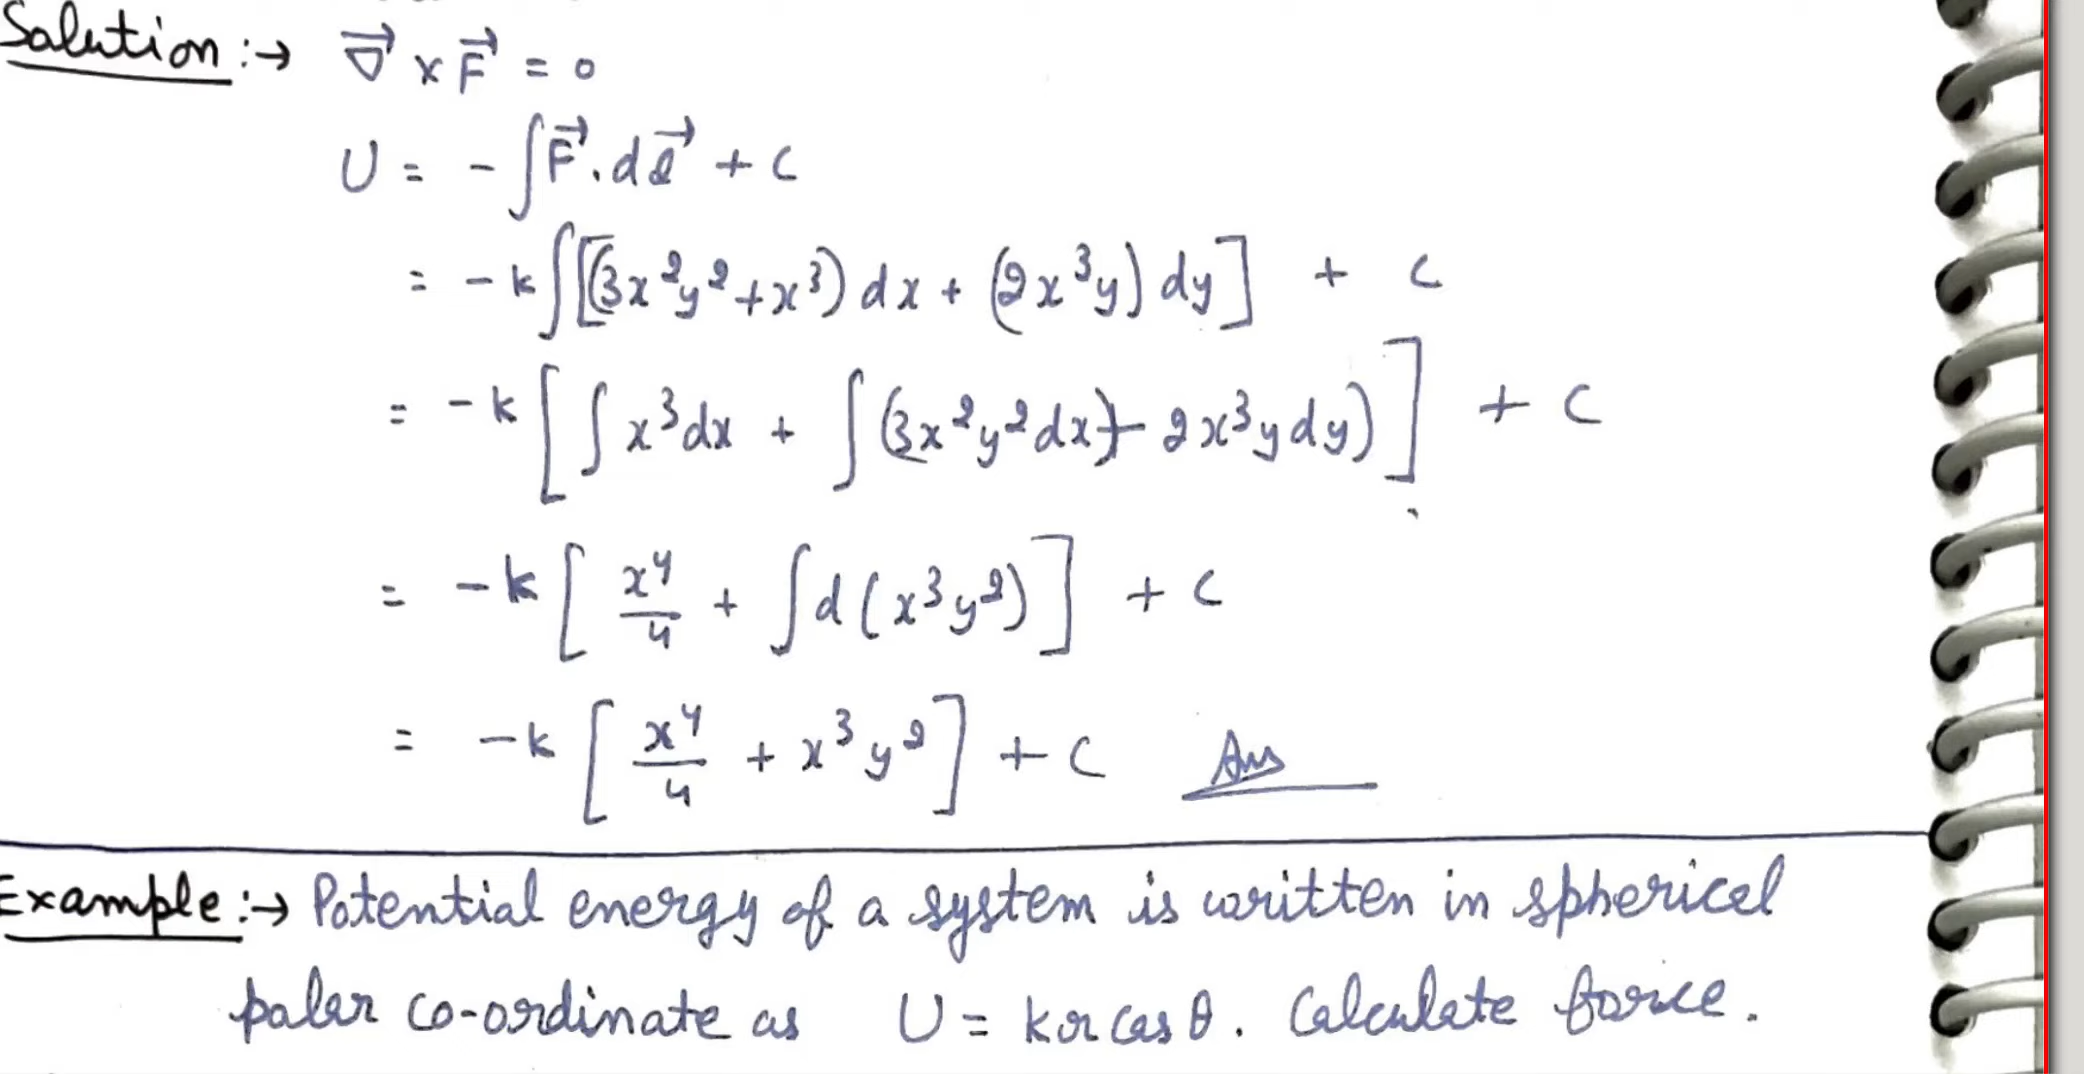 Solution :→ ∇⃗ × F⃗ = 0
U = - ∫ F⃗ . dl⃗ + C
= -k ∫ [(3x²y² + x³) dx + (2x³y) dy] + C
= -k [ ∫ x³dx + ∫ (3x²y²dx) + 2x³y dy) ] + C
= -k [ x⁴/4 + ∫ d (x³y²) ] + C
= -k [ x⁴/4 + x³y² ] + C Ans
Example :→ Potential energy of a system is written in spherical
polar co-ordinate as U = kr cos θ . Calculate force .